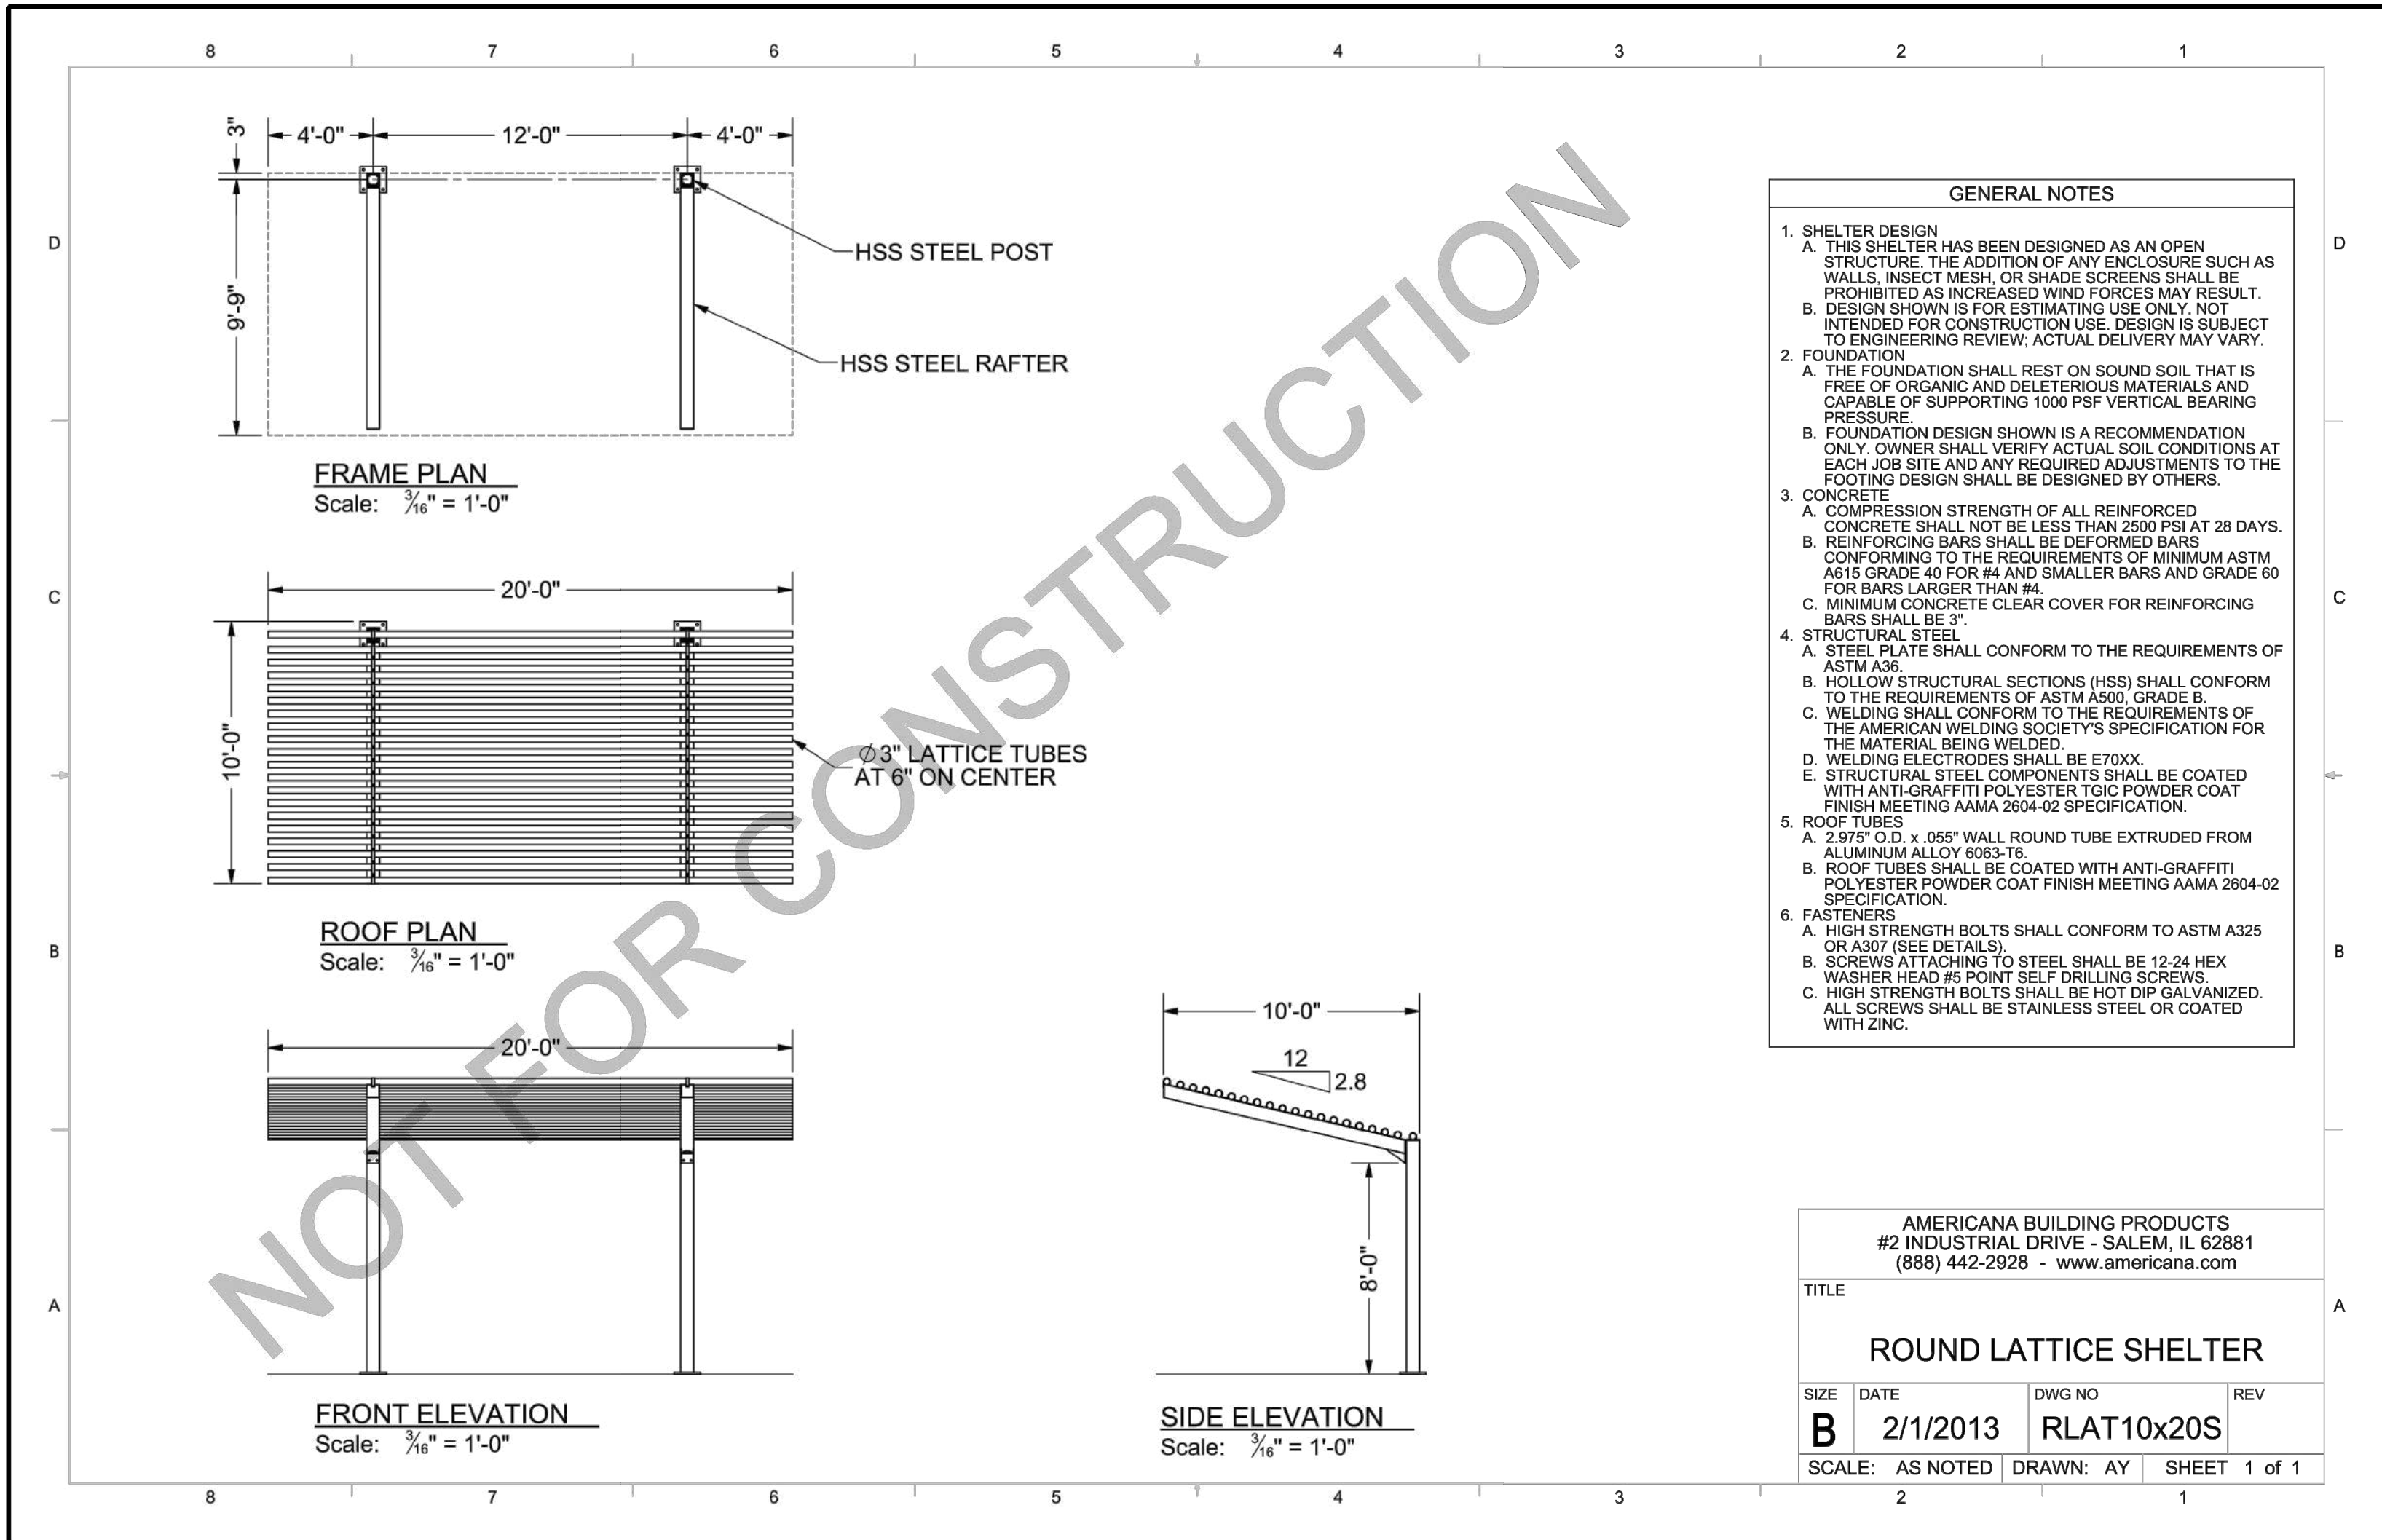 8 7 6 5 4 3 2 1
D
C
B
A
3"
4'-0" 12'-0" 4'-0"
9'-9"
HSS STEEL POST
HSS STEEL RAFTER
FRAME PLAN
Scale: 3⁄16" = 1'-0"
20'-0"
10'-0"
∅3" LATTICE TUBES
AT 6" ON CENTER
ROOF PLAN
Scale: 3⁄16" = 1'-0"
20'-0"
FRONT ELEVATION
Scale: 3⁄16" = 1'-0"
10'-0"
12
2.8
8'-0"
SIDE ELEVATION
Scale: 3⁄16" = 1'-0"
NOT FOR CONSTRUCTION
GENERAL NOTES
1. SHELTER DESIGN
A. THIS SHELTER HAS BEEN DESIGNED AS AN OPEN
STRUCTURE. THE ADDITION OF ANY ENCLOSURE SUCH AS
WALLS, INSECT MESH, OR SHADE SCREENS SHALL BE
PROHIBITED AS INCREASED WIND FORCES MAY RESULT.
B. DESIGN SHOWN IS FOR ESTIMATING USE ONLY. NOT
INTENDED FOR CONSTRUCTION USE. DESIGN IS SUBJECT
TO ENGINEERING REVIEW; ACTUAL DELIVERY MAY VARY.
2. FOUNDATION
A. THE FOUNDATION SHALL REST ON SOUND SOIL THAT IS
FREE OF ORGANIC AND DELETERIOUS MATERIALS AND
CAPABLE OF SUPPORTING 1000 PSF VERTICAL BEARING
PRESSURE.
B. FOUNDATION DESIGN SHOWN IS A RECOMMENDATION
ONLY. OWNER SHALL VERIFY ACTUAL SOIL CONDITIONS AT
EACH JOB SITE AND ANY REQUIRED ADJUSTMENTS TO THE
FOOTING DESIGN SHALL BE DESIGNED BY OTHERS.
3. CONCRETE
A. COMPRESSION STRENGTH OF ALL REINFORCED
CONCRETE SHALL NOT BE LESS THAN 2500 PSI AT 28 DAYS.
B. REINFORCING BARS SHALL BE DEFORMED BARS
CONFORMING TO THE REQUIREMENTS OF MINIMUM ASTM
A615 GRADE 40 FOR #4 AND SMALLER BARS AND GRADE 60
FOR BARS LARGER THAN #4.
C. MINIMUM CONCRETE CLEAR COVER FOR REINFORCING
BARS SHALL BE 3".
4. STRUCTURAL STEEL
A. STEEL PLATE SHALL CONFORM TO THE REQUIREMENTS OF
ASTM A36.
B. HOLLOW STRUCTURAL SECTIONS (HSS) SHALL CONFORM
TO THE REQUIREMENTS OF ASTM A500, GRADE B.
C. WELDING SHALL CONFORM TO THE REQUIREMENTS OF
THE AMERICAN WELDING SOCIETY'S SPECIFICATION FOR
THE MATERIAL BEING WELDED.
D. WELDING ELECTRODES SHALL BE E70XX.
E. STRUCTURAL STEEL COMPONENTS SHALL BE COATED
WITH ANTI-GRAFFITI POLYESTER TGIC POWDER COAT
FINISH MEETING AAMA 2604-02 SPECIFICATION.
5. ROOF TUBES
A. 2.975" O.D. x .055" WALL ROUND TUBE EXTRUDED FROM
ALUMINUM ALLOY 6063-T6.
B. ROOF TUBES SHALL BE COATED WITH ANTI-GRAFFITI
POLYESTER POWDER COAT FINISH MEETING AAMA 2604-02
SPECIFICATION.
6. FASTENERS
A. HIGH STRENGTH BOLTS SHALL CONFORM TO ASTM A325
OR A307 (SEE DETAILS).
B. SCREWS ATTACHING TO STEEL SHALL BE 12-24 HEX
WASHER HEAD #5 POINT SELF DRILLING SCREWS.
C. HIGH STRENGTH BOLTS SHALL BE HOT DIP GALVANIZED.
ALL SCREWS SHALL BE STAINLESS STEEL OR COATED
WITH ZINC.
D
C
B
A
AMERICANA BUILDING PRODUCTS
#2 INDUSTRIAL DRIVE - SALEM, IL 62881
(888) 442-2928 - www.americana.com
TITLE
ROUND LATTICE SHELTER
SIZE DATE DWG NO REV
B 2/1/2013 RLAT10x20S
SCALE: AS NOTED DRAWN: AY SHEET 1 of 1
8 7 6 5 4 3 2 1